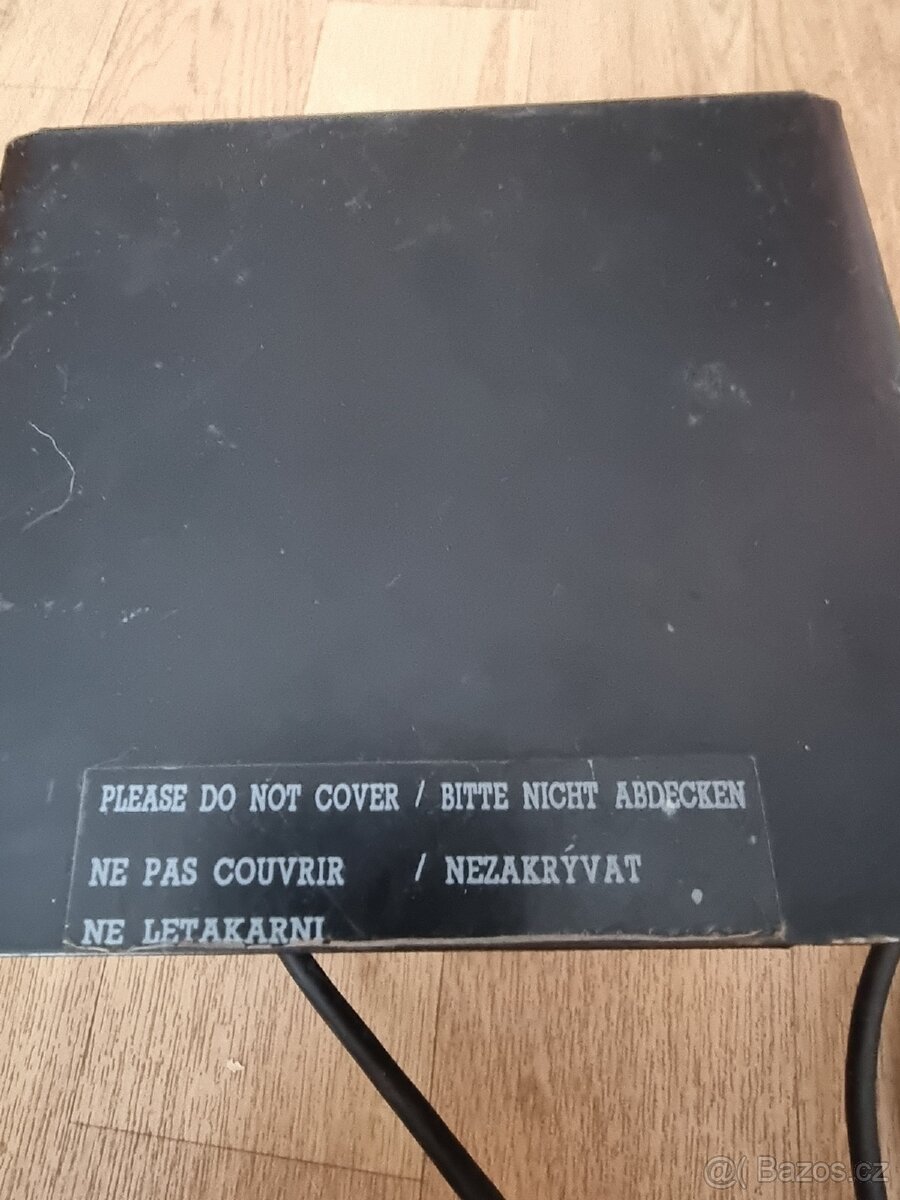 PLEASE DO NOT COVER / BITTE NICHT ABDECKEN
NE PAS COUVRIR / NEZAKRÝVAT
NE LETAKARNI
@( Bazos.cz